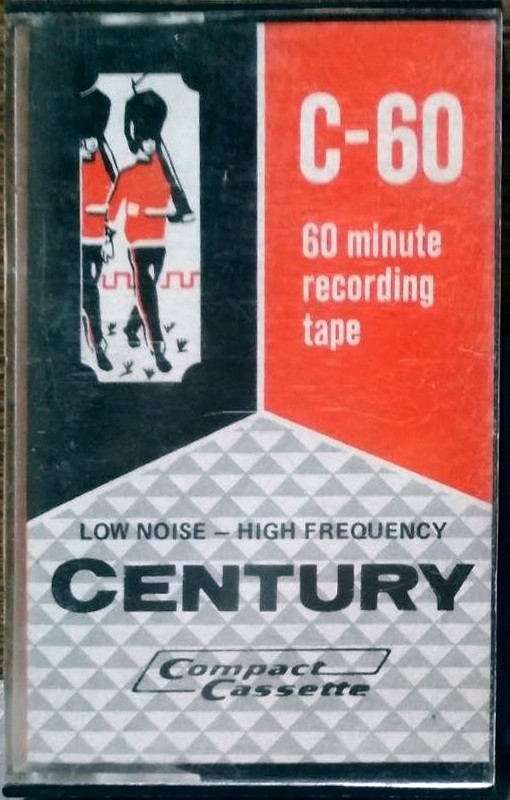 C-60
60 minute
recording
tape
LOW NOISE – HIGH FREQUENCY
CENTURY
Compact
Cassette